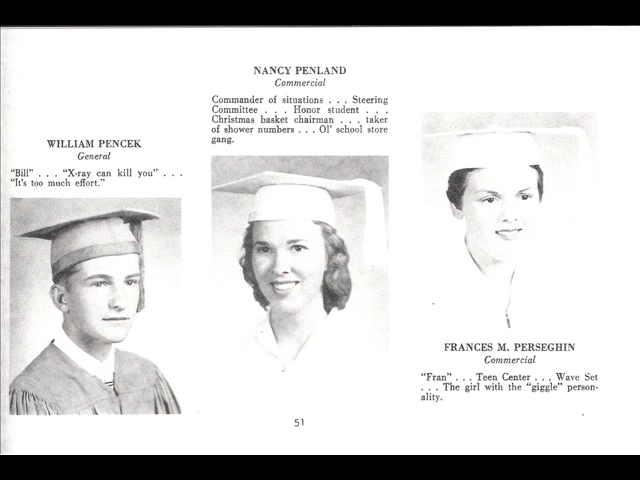 WILLIAM PENCEK
General
"Bill" . . . "X-ray can kill you" . . .
"It's too much effort."
NANCY PENLAND
Commercial
Commander of situations . . . Steering
Committee . . . Honor student . . .
Christmas basket chairman . . . taker
of shower numbers . . . Ol' school store
gang.
FRANCES M. PERSEGHIN
Commercial
"Fran" . . . Teen Center . . . Wave Set
. . . The girl with the "giggle" person-
ality.
51